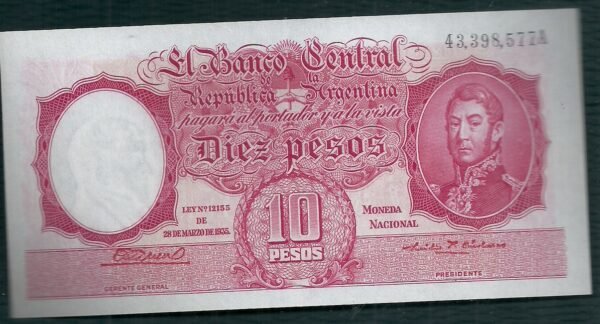 43,398,577A
El Banco Central
de la
República Argentina
pagará al portador y a la vista
Diez pesos
LEY Nº 12155
DE
28 DE MARZO DE 1935.
10
PESOS
MONEDA
NACIONAL
GERENTE GENERAL
PRESIDENTE